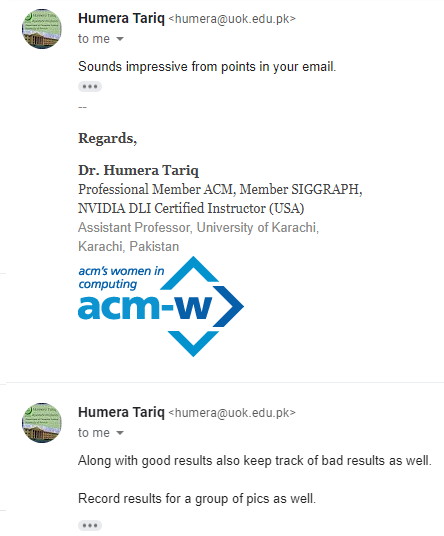 Humera Tariq <humera@uok.edu.pk>
to me
Sounds impressive from points in your email.
--
Regards,
Dr. Humera Tariq
Professional Member ACM, Member SIGGRAPH,
NVIDIA DLI Certified Instructor (USA)
Assistant Professor, University of Karachi,
Karachi, Pakistan
acm's women in
computing
acm-w
Humera Tariq <humera@uok.edu.pk>
to me
Along with good results also keep track of bad results as well.
Record results for a group of pics as well.